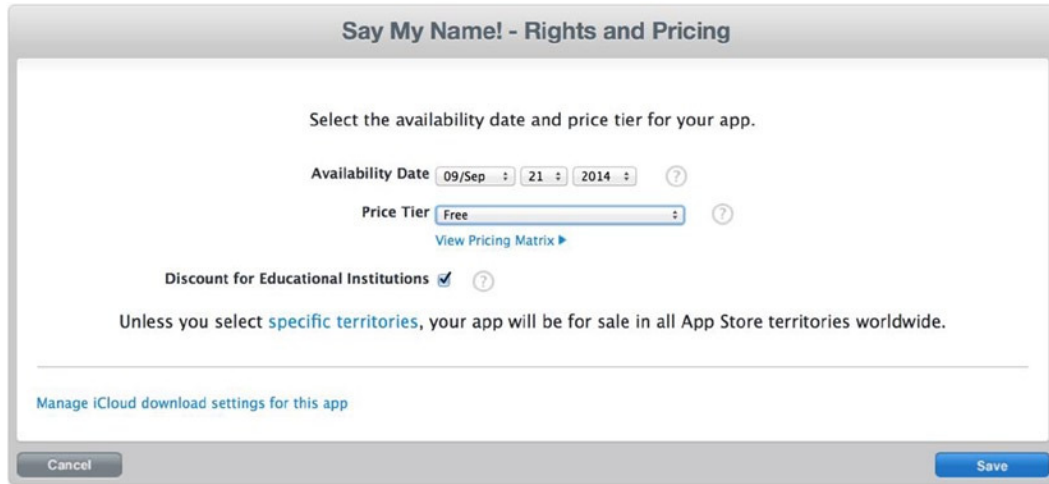 Say My Name! - Rights and Pricing
Select the availability date and price tier for your app.
Availability Date 09/Sep 21 2014 ?
Price Tier Free ?
View Pricing Matrix ▶
Discount for Educational Institutions ?
Unless you select specific territories, your app will be for sale in all App Store territories worldwide.
Manage iCloud download settings for this app
Cancel Save